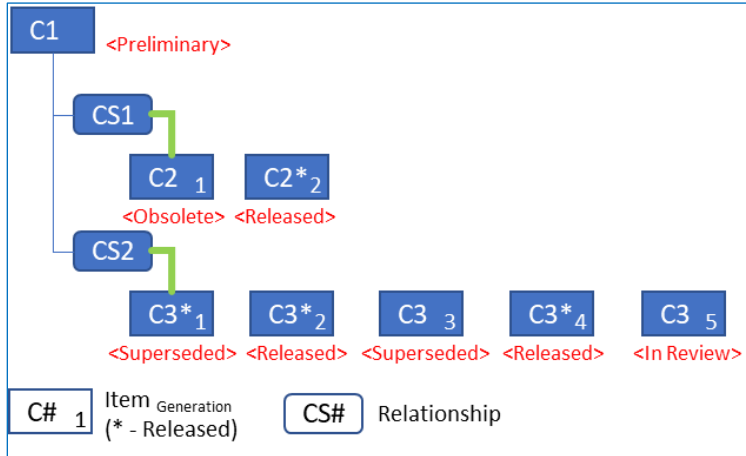 C1
<Preliminary>
CS1
C2 1 C2*2
<Obsolete> <Released>
CS2
C3*1 C3*2 C3 3 C3*4 C3 5
<Superseded> <Released> <Superseded> <Released> <In Review>
C# 1 Item Generation CS# Relationship
(* - Released)